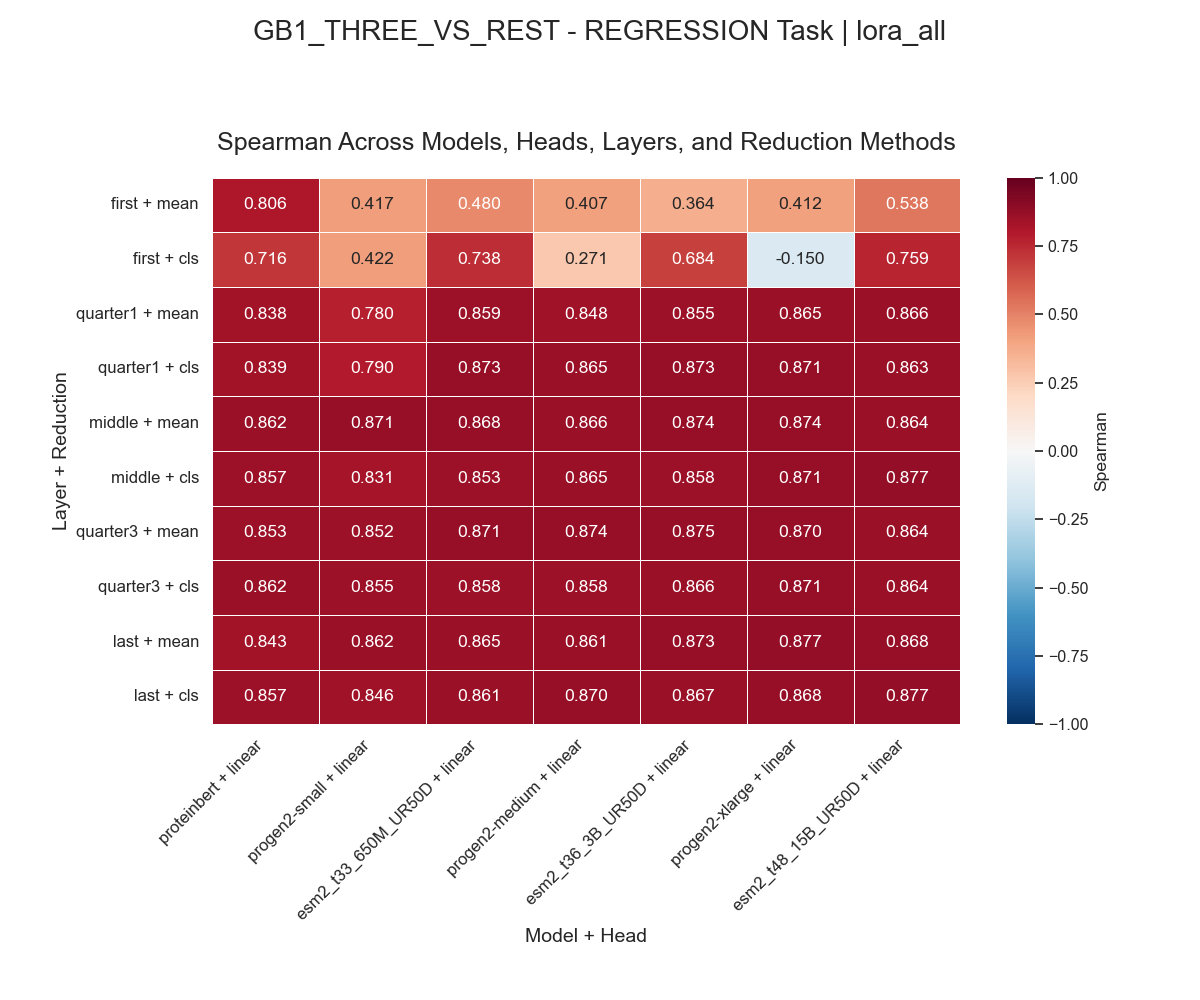 GB1_THREE_VS_REST - REGRESSION Task | lora_all
Spearman Across Models, Heads, Layers, and Reduction Methods
Layer + Reduction
first + mean 0.806 0.417 0.480 0.407 0.364 0.412 0.538
first + cls 0.716 0.422 0.738 0.271 0.684 -0.150 0.759
quarter1 + mean 0.838 0.780 0.859 0.848 0.855 0.865 0.866
quarter1 + cls 0.839 0.790 0.873 0.865 0.873 0.871 0.863
middle + mean 0.862 0.871 0.868 0.866 0.874 0.874 0.864
middle + cls 0.857 0.831 0.853 0.865 0.858 0.871 0.877
quarter3 + mean 0.853 0.852 0.871 0.874 0.875 0.870 0.864
quarter3 + cls 0.862 0.855 0.858 0.858 0.866 0.871 0.864
last + mean 0.843 0.862 0.865 0.861 0.873 0.877 0.868
last + cls 0.857 0.846 0.861 0.870 0.867 0.868 0.877
proteinbert + linear
progen2-small + linear
esm2_t33_650M_UR50D + linear
progen2-medium + linear
esm2_t36_3B_UR50D + linear
progen2-xlarge + linear
esm2_t48_15B_UR50D + linear
Model + Head
1.00
0.75
0.50
0.25
0.00
−0.25
−0.50
−0.75
−1.00
Spearman